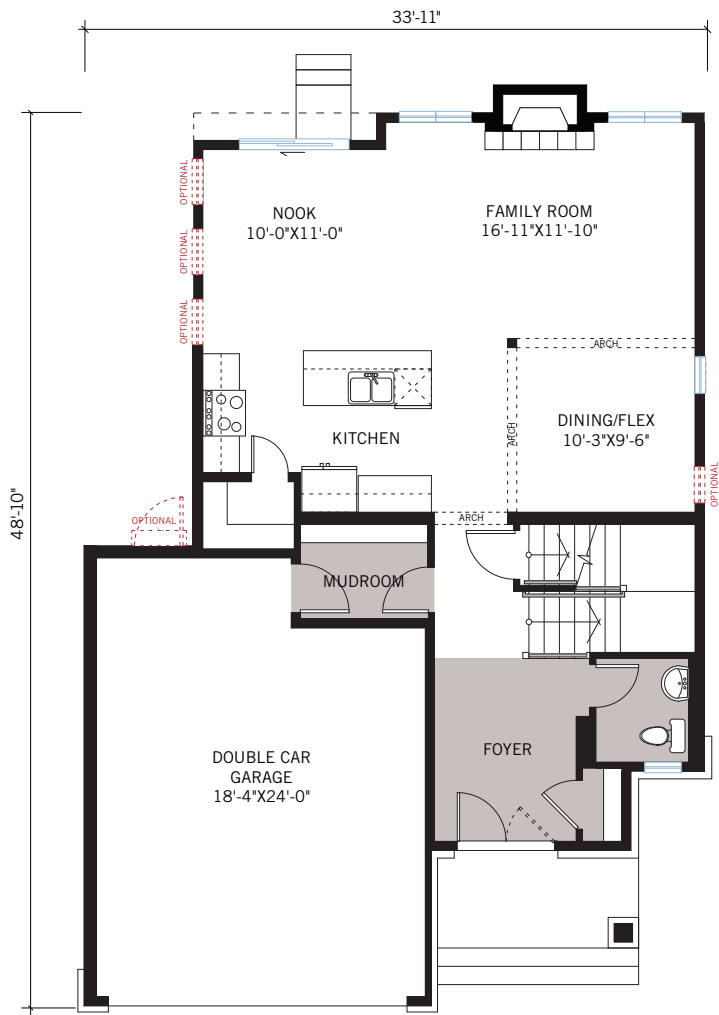 33'-11"
48'-10"
OPTIONAL
OPTIONAL
OPTIONAL
NOOK
10'-0"X11'-0"
FAMILY ROOM
16'-11"X11'-10"
ARCH
ARCH
DINING/FLEX
10'-3"X9'-6"
KITCHEN
OPTIONAL
OPTIONAL
ARCH
MUDROOM
FOYER
DOUBLE CAR
GARAGE
18'-4"X24'-0"